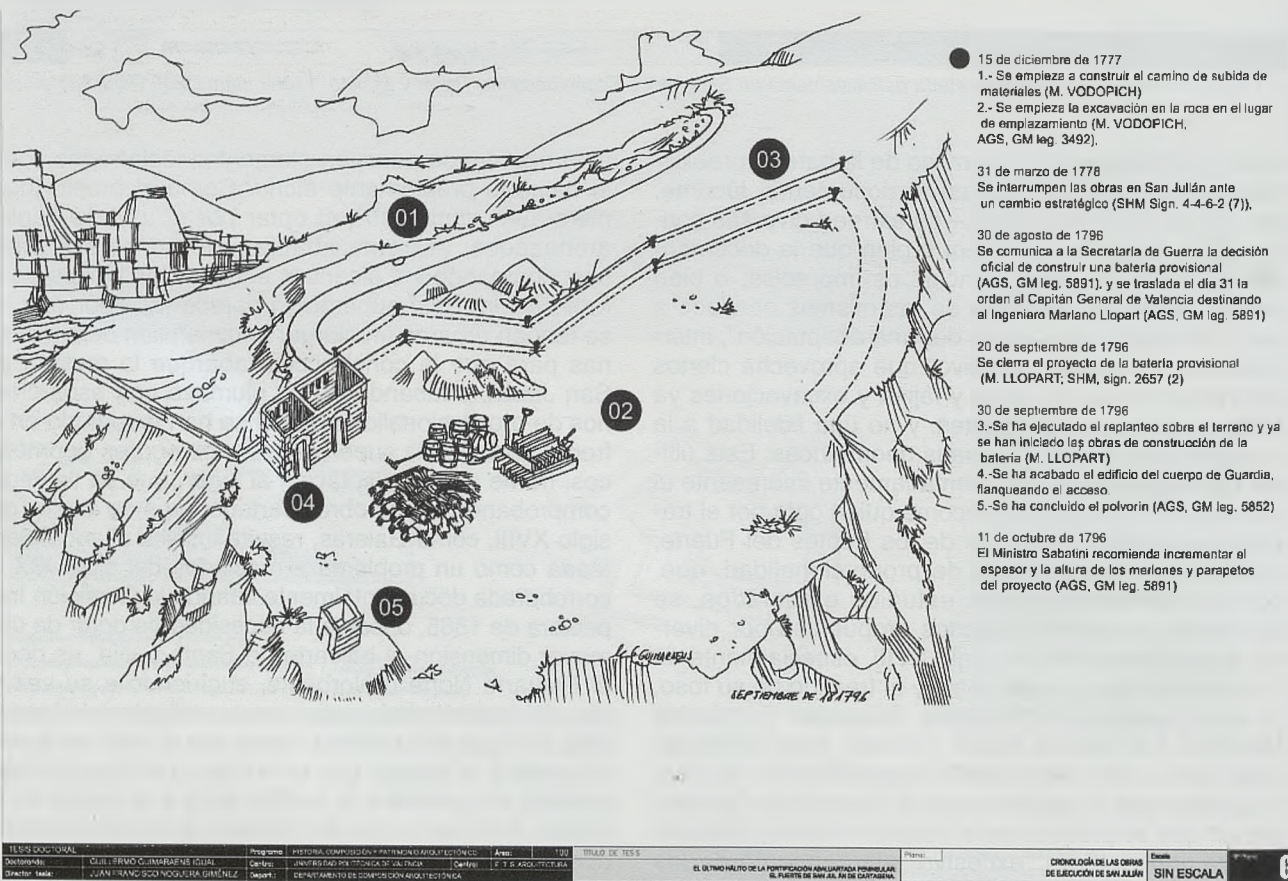 01
02
03
04
05
GUIMARAENS
SEPTIEMBRE DE 1796
15 de diciembre de 1777
1.- Se empieza a construir el camino de subida de
materiales (M. VODOPICH)
2.- Se empieza la excavación en la roca en el lugar
de emplazamiento (M. VODOPICH,
AGS, GM leg. 3492).
31 de marzo de 1778
Se interrumpen las obras en San Julián ante
un cambio estratégico (SHM Sign. 4-4-6-2 (7)),
30 de agosto de 1796
Se comunica a la Secretaría de Guerra la decisión
oficial de construir una batería provisional
(AGS, GM leg. 5891), y se traslada el día 31 la
orden al Capitán General de Valencia destinando
al Ingeniero Mariano Llopart (AGS, GM leg. 5891)
20 de septiembre de 1796
Se cierra el proyecto de la batería provisional
(M. LLOPART; SHM, sign. 2657 (2)
30 de septiembre de 1796
3.-Se ha ejecutado el replanteo sobre el terreno y ya
se han iniciado las obras de construcción de la
batería (M. LLOPART)
4.-Se ha acabado el edificio del cuerpo de Guardia,
flanqueando el acceso.
5.-Se ha concluido el polvorín (AGS, GM leg. 5852)
11 de octubre de 1796
El Ministro Sabatini recomienda incrementar el
espesor y la altura de los merlones y parapetos
del proyecto (AGS, GM leg. 5891)
TESIS DOCTORAL
Doctorando: GUILLERMO GUIMARAENS IGUAL
Director tesis: JUAN FRANCISCO NOGUERA GIMÉNEZ
Programa: HISTORIA, COMPOSICIÓN Y PATRIMONIO ARQUITECTÓNICO Área: 100
Centro: UNIVERSIDAD POLITÉCNICA DE VALENCIA Centro: E.T.S. ARQUITECTURA
Depart.: DEPARTAMENTO DE COMPOSICIÓN ARQUITECTÓNICA
TÍTULO DE TESIS
EL ÚLTIMO HÁLITO DE LA FORTIFICACIÓN ABALUARTADA PENINSULAR.
EL FUERTE DE SAN JULIÁN DE CARTAGENA.
Plano:
CRONOLOGÍA DE LAS OBRAS
DE EJECUCIÓN DE SAN JULIÁN
Escala
SIN ESCALA